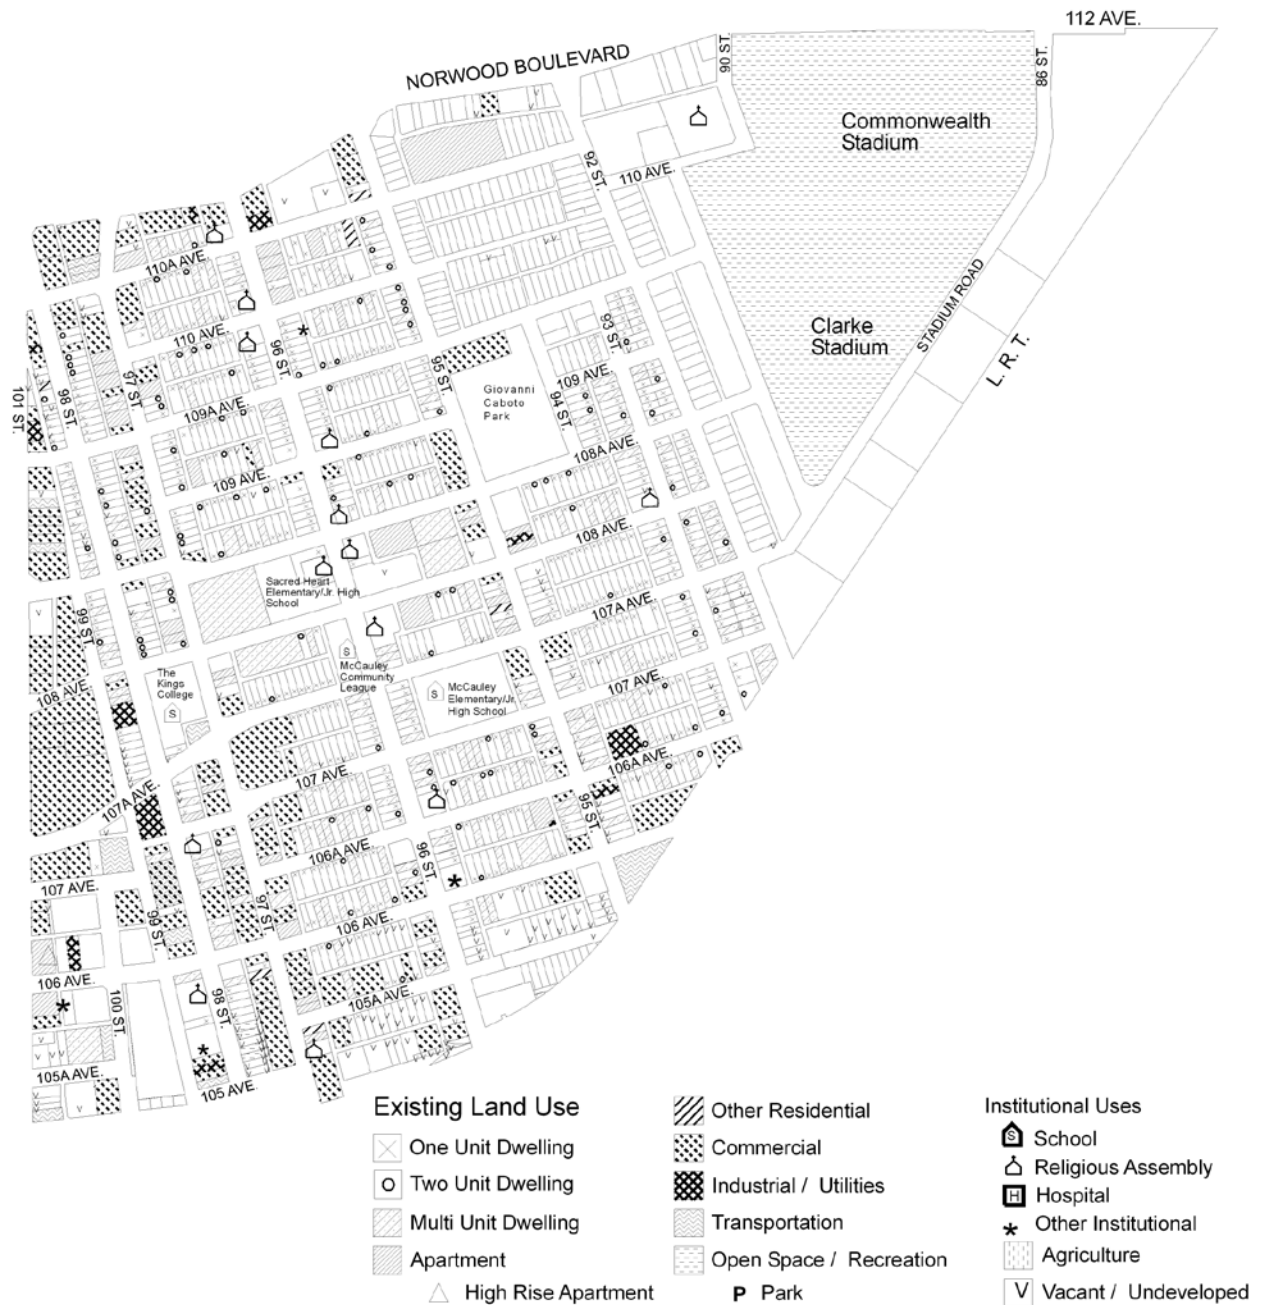 112 AVE.
NORWOOD BOULEVARD
90 ST.
86 ST.
Commonwealth
Stadium
92 ST.
110 AVE.
110A AVE.
STADIUM ROAD
Clarke
Stadium
L. R. T.
110 AVE.
96 ST.
93 ST.
95 ST.
97 ST.
98 ST.
101 ST.
Giovanni
Caboto
Park
109 AVE.
94 ST.
109A AVE.
108A AVE.
109 AVE.
108 AVE.
Sacred Heart
Elementary/Jr. High
School
107A AVE.
99 ST.
S
McCauley
Community
League
The
Kings
College
S
S
McCauley
Elementary/Jr.
High School
107 AVE.
108 AVE.
106A AVE.
107 AVE.
107A AVE.
95 ST.
106A AVE.
96 ST.
107 AVE.
97 ST.
99 ST.
106 AVE.
106 AVE.
100 ST.
98 ST.
105A AVE.
105A AVE.
105 AVE.
Existing Land Use
One Unit Dwelling
Two Unit Dwelling
Multi Unit Dwelling
Apartment
High Rise Apartment
Other Residential
Commercial
Industrial / Utilities
Transportation
Open Space / Recreation
P Park
Institutional Uses
S School
Religious Assembly
H Hospital
* Other Institutional
Agriculture
V Vacant / Undeveloped